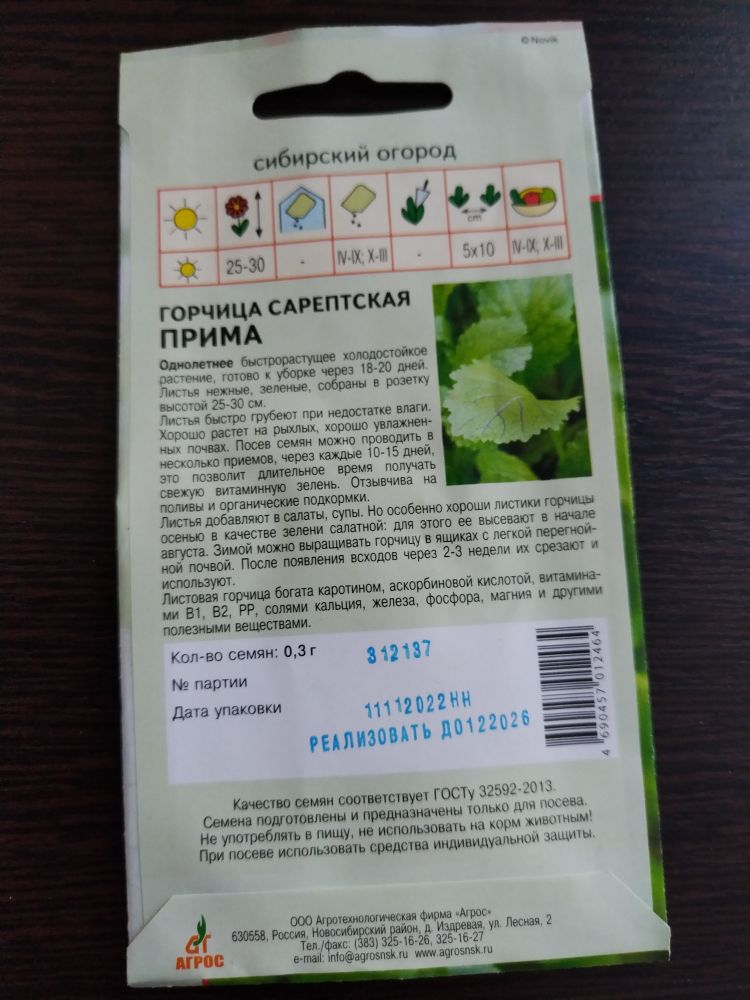 © Novik
сибирский огород
cm
25-30 - IV-IX; X-III - 5x10 IV-IX; X-III
ГОРЧИЦА САРЕПТСКАЯ
ПРИМА
Однолетнее быстрорастущее холодостойкое
растение, готово к уборке через 18-20 дней.
Листья нежные, зеленые, собраны в розетку
высотой 25-30 см.
Листья быстро грубеют при недостатке влаги.
Хорошо растет на рыхлых, хорошо увлажнен-
ных почвах. Посев семян можно проводить в
несколько приемов, через каждые 10-15 дней,
это позволит длительное время получать
свежую витаминную зелень. Отзывчива на
поливы и органические подкормки.
Листья добавляют в салаты, супы. Но особенно хороши листики горчицы
осенью в качестве зелени салатной: для этого ее высевают в начале
августа. Зимой можно выращивать горчицу в ящиках с легкой перегной-
ной почвой. После появления всходов через 2-3 недели их срезают и
используют.
Листовая горчица богата каротином, аскорбиновой кислотой, витамина-
ми В1, В2, РР, солями кальция, железа, фосфора, магния и другими
полезными веществами.
Кол-во семян: 0,3 г 312137
№ партии
Дата упаковки 11112022НН
РЕАЛИЗОВАТЬ ДО122026
4 690457 012464
Качество семян соответствует ГОСТу 32592-2013.
Семена подготовлены и предназначены только для посева.
Не употреблять в пищу, не использовать на корм животным!
При посеве использовать средства индивидуальной защиты.
АГРОС
ООО Агротехнологическая фирма «Агрос»
630558, Россия, Новосибирский район, д. Издревая, ул. Лесная, 2
Тел./факс: (383) 325-16-26, 325-16-27
e-mail: info@agrosnsk.ru www.agrosnsk.ru